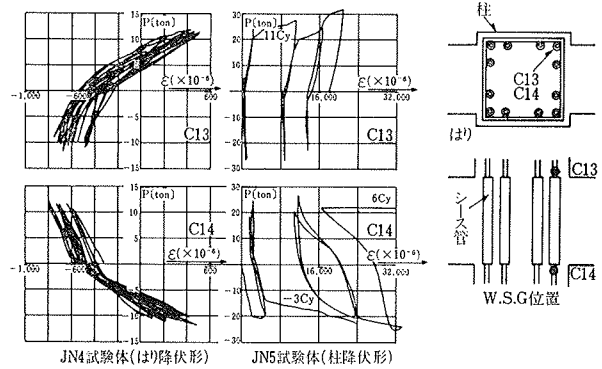 P[ton]
15
10
5
ε(×10⁻⁶)
-1,000
-600
600
-5
-10
-15
C13
P[ton]
30
20
10
11Cy
ε(×10⁻⁶)
16,000
32,000
-10
-20
-30
C13
P[ton]
15
10
5
C14
ε(×10⁻⁶)
-1,000
-600
600
-5
-10
-15
P[ton]
30
20
10
6Cy
C14
ε(×10⁻⁶)
16,000
32,000
-3Cy
-10
-20
-30
JN4試験体(はり降伏形)
JN5試験体(柱降伏形)
柱
C13
C14
はり
C13
シース管
C14
W.S.G位置